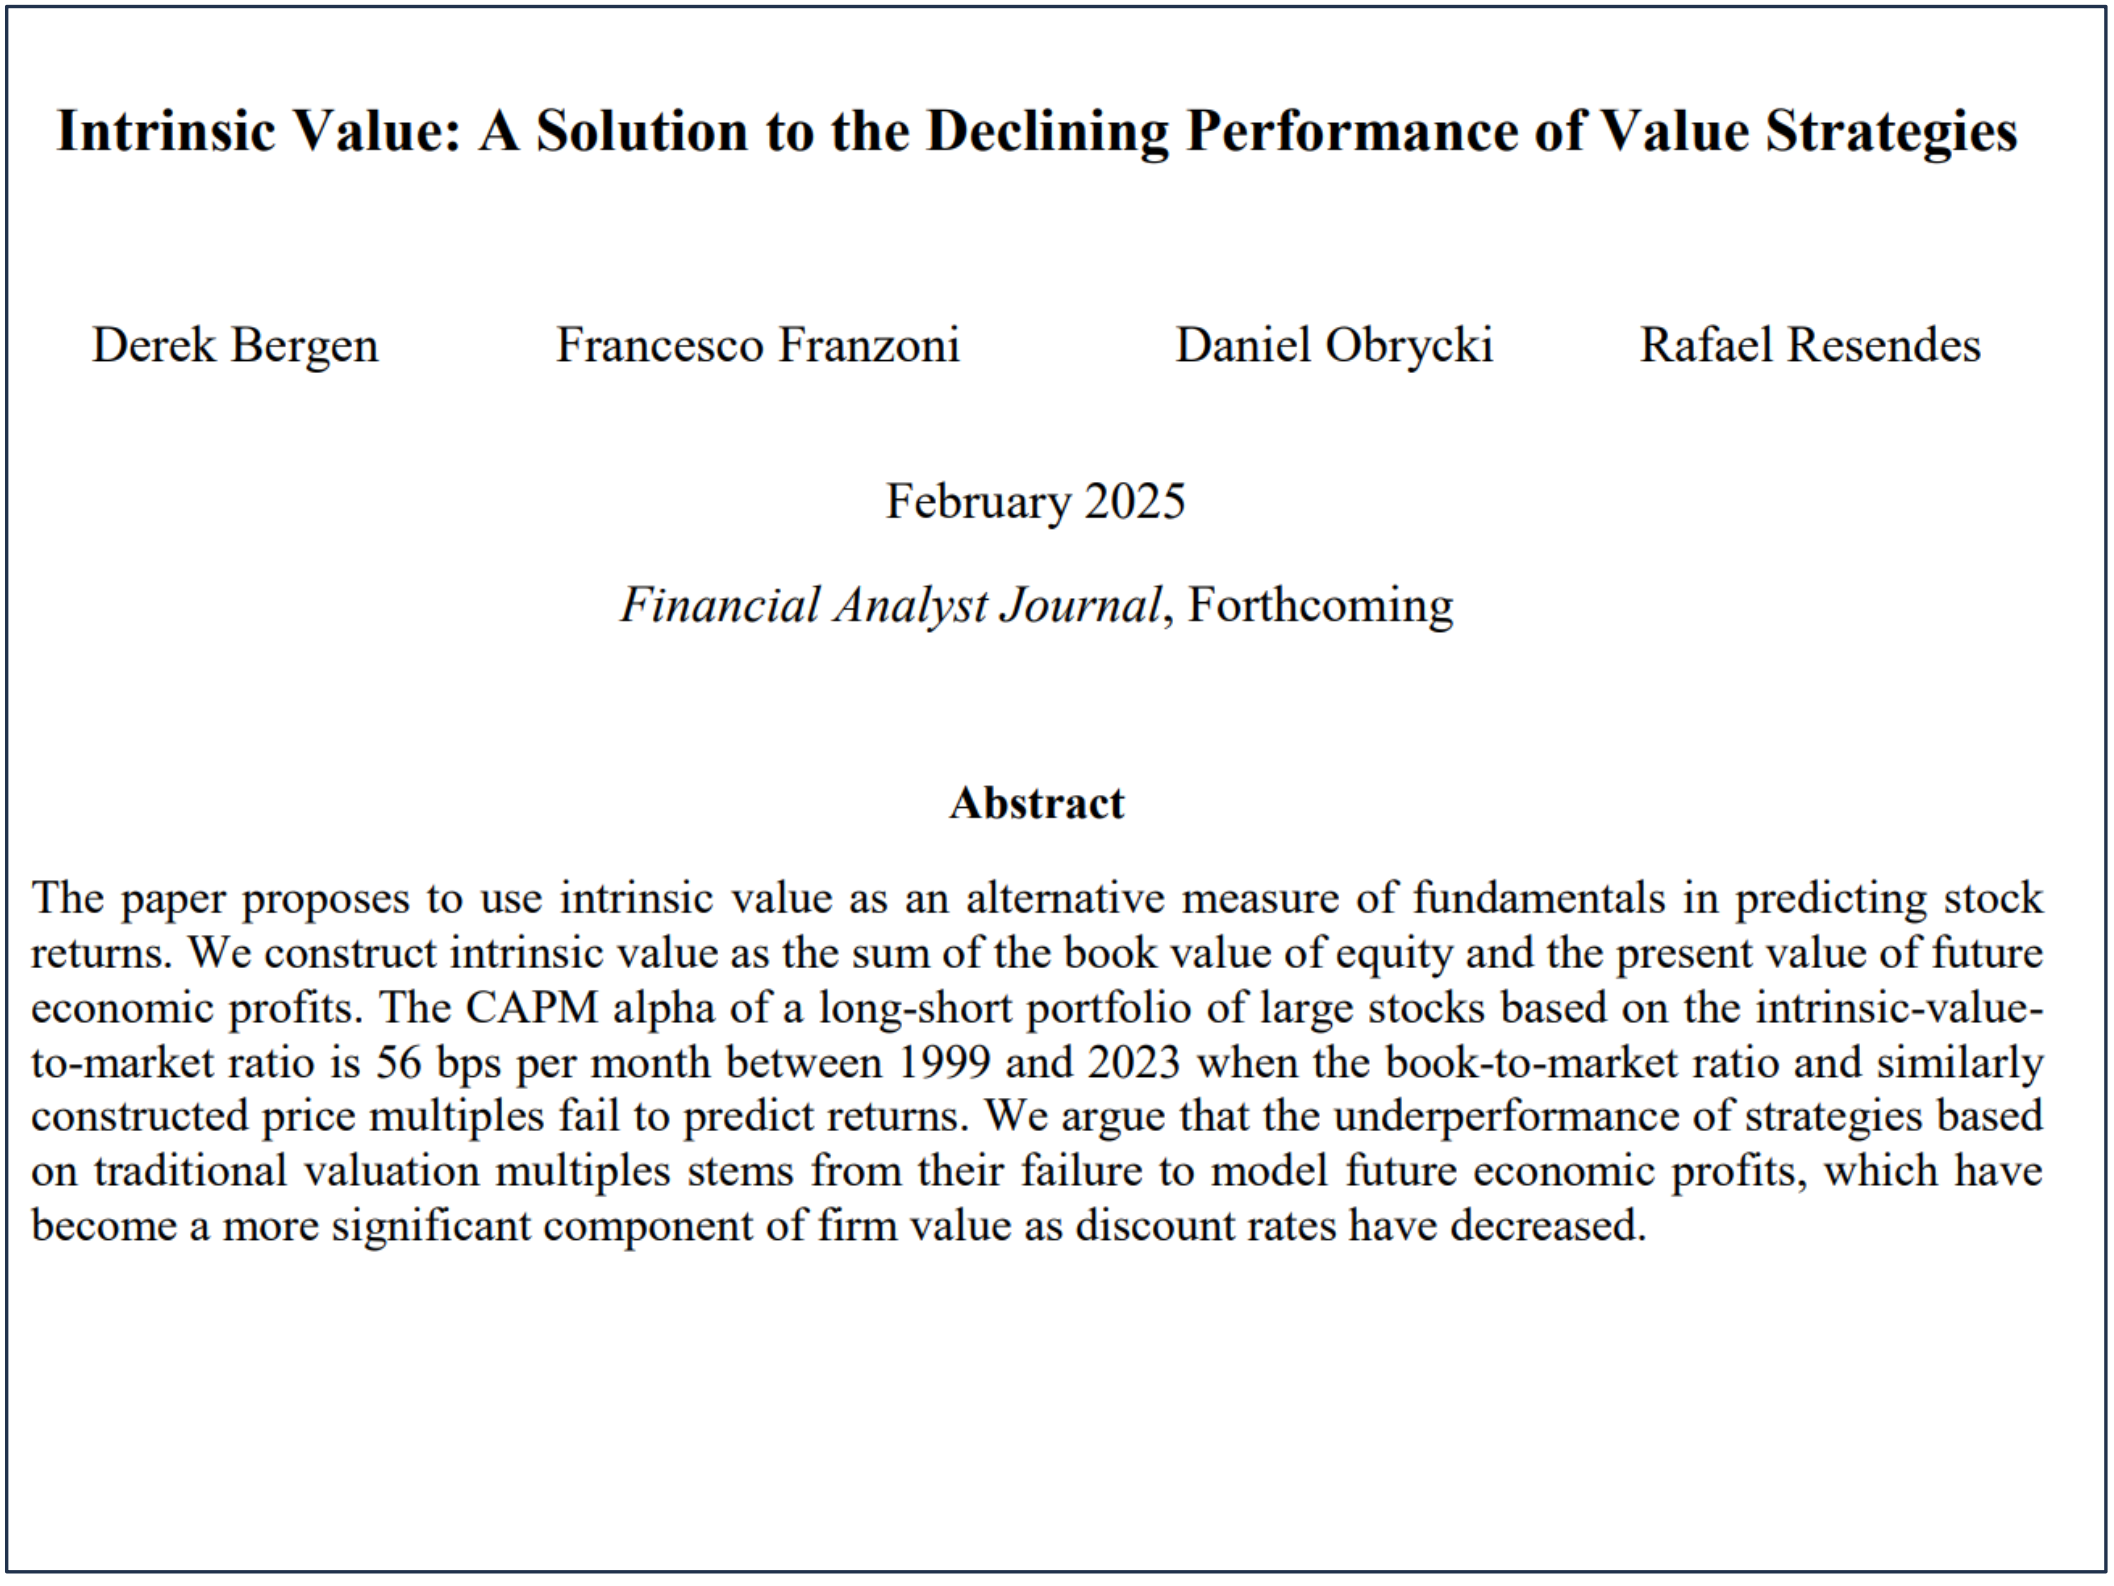 Intrinsic Value: A Solution to the Declining Performance of Value Strategies
Derek Bergen Francesco Franzoni Daniel Obrycki Rafael Resendes
February 2025
Financial Analyst Journal, Forthcoming
Abstract
The paper proposes to use intrinsic value as an alternative measure of fundamentals in predicting stock
returns. We construct intrinsic value as the sum of the book value of equity and the present value of future
economic profits. The CAPM alpha of a long-short portfolio of large stocks based on the intrinsic-value-
to-market ratio is 56 bps per month between 1999 and 2023 when the book-to-market ratio and similarly
constructed price multiples fail to predict returns. We argue that the underperformance of strategies based
on traditional valuation multiples stems from their failure to model future economic profits, which have
become a more significant component of firm value as discount rates have decreased.